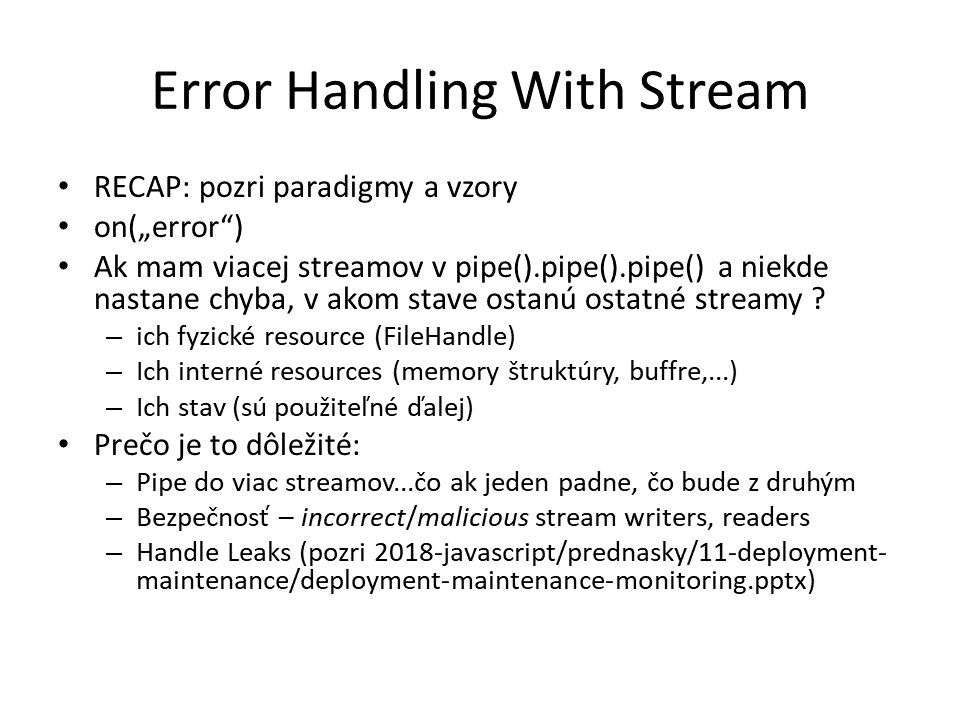 Error Handling With Stream
• RECAP: pozri paradigmy a vzory
• on(„error“)
• Ak mam viacej streamov v pipe().pipe().pipe() a niekde
nastane chyba, v akom stave ostanú ostatné streamy ?
– ich fyzické resource (FileHandle)
– Ich interné resources (memory štruktúry, buffre,...)
– Ich stav (sú použiteľné ďalej)
• Prečo je to dôležité:
– Pipe do viac streamov...čo ak jeden padne, čo bude z druhým
– Bezpečnosť – incorrect/malicious stream writers, readers
– Handle Leaks (pozri 2018-javascript/prednasky/11-deployment-
maintenance/deployment-maintenance-monitoring.pptx)